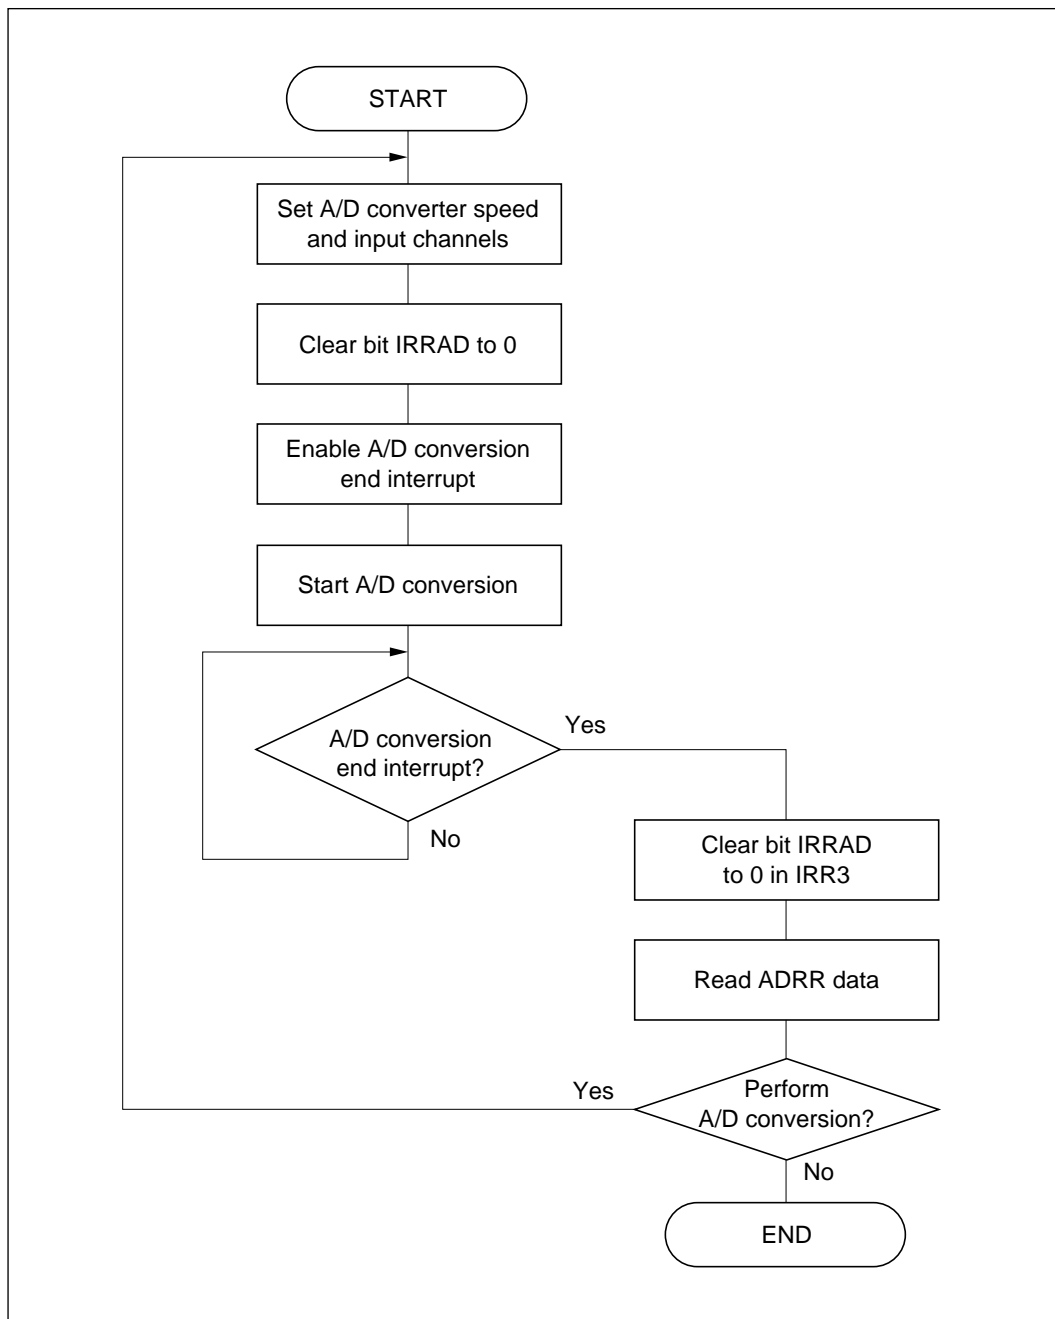 START
Set A/D converter speed
and input channels
Clear bit IRRAD to 0
Enable A/D conversion
end interrupt
Start A/D conversion
A/D conversion
end interrupt?
Yes
No
Clear bit IRRAD
to 0 in IRR3
Read ADRR data
Perform
A/D conversion?
Yes
No
END